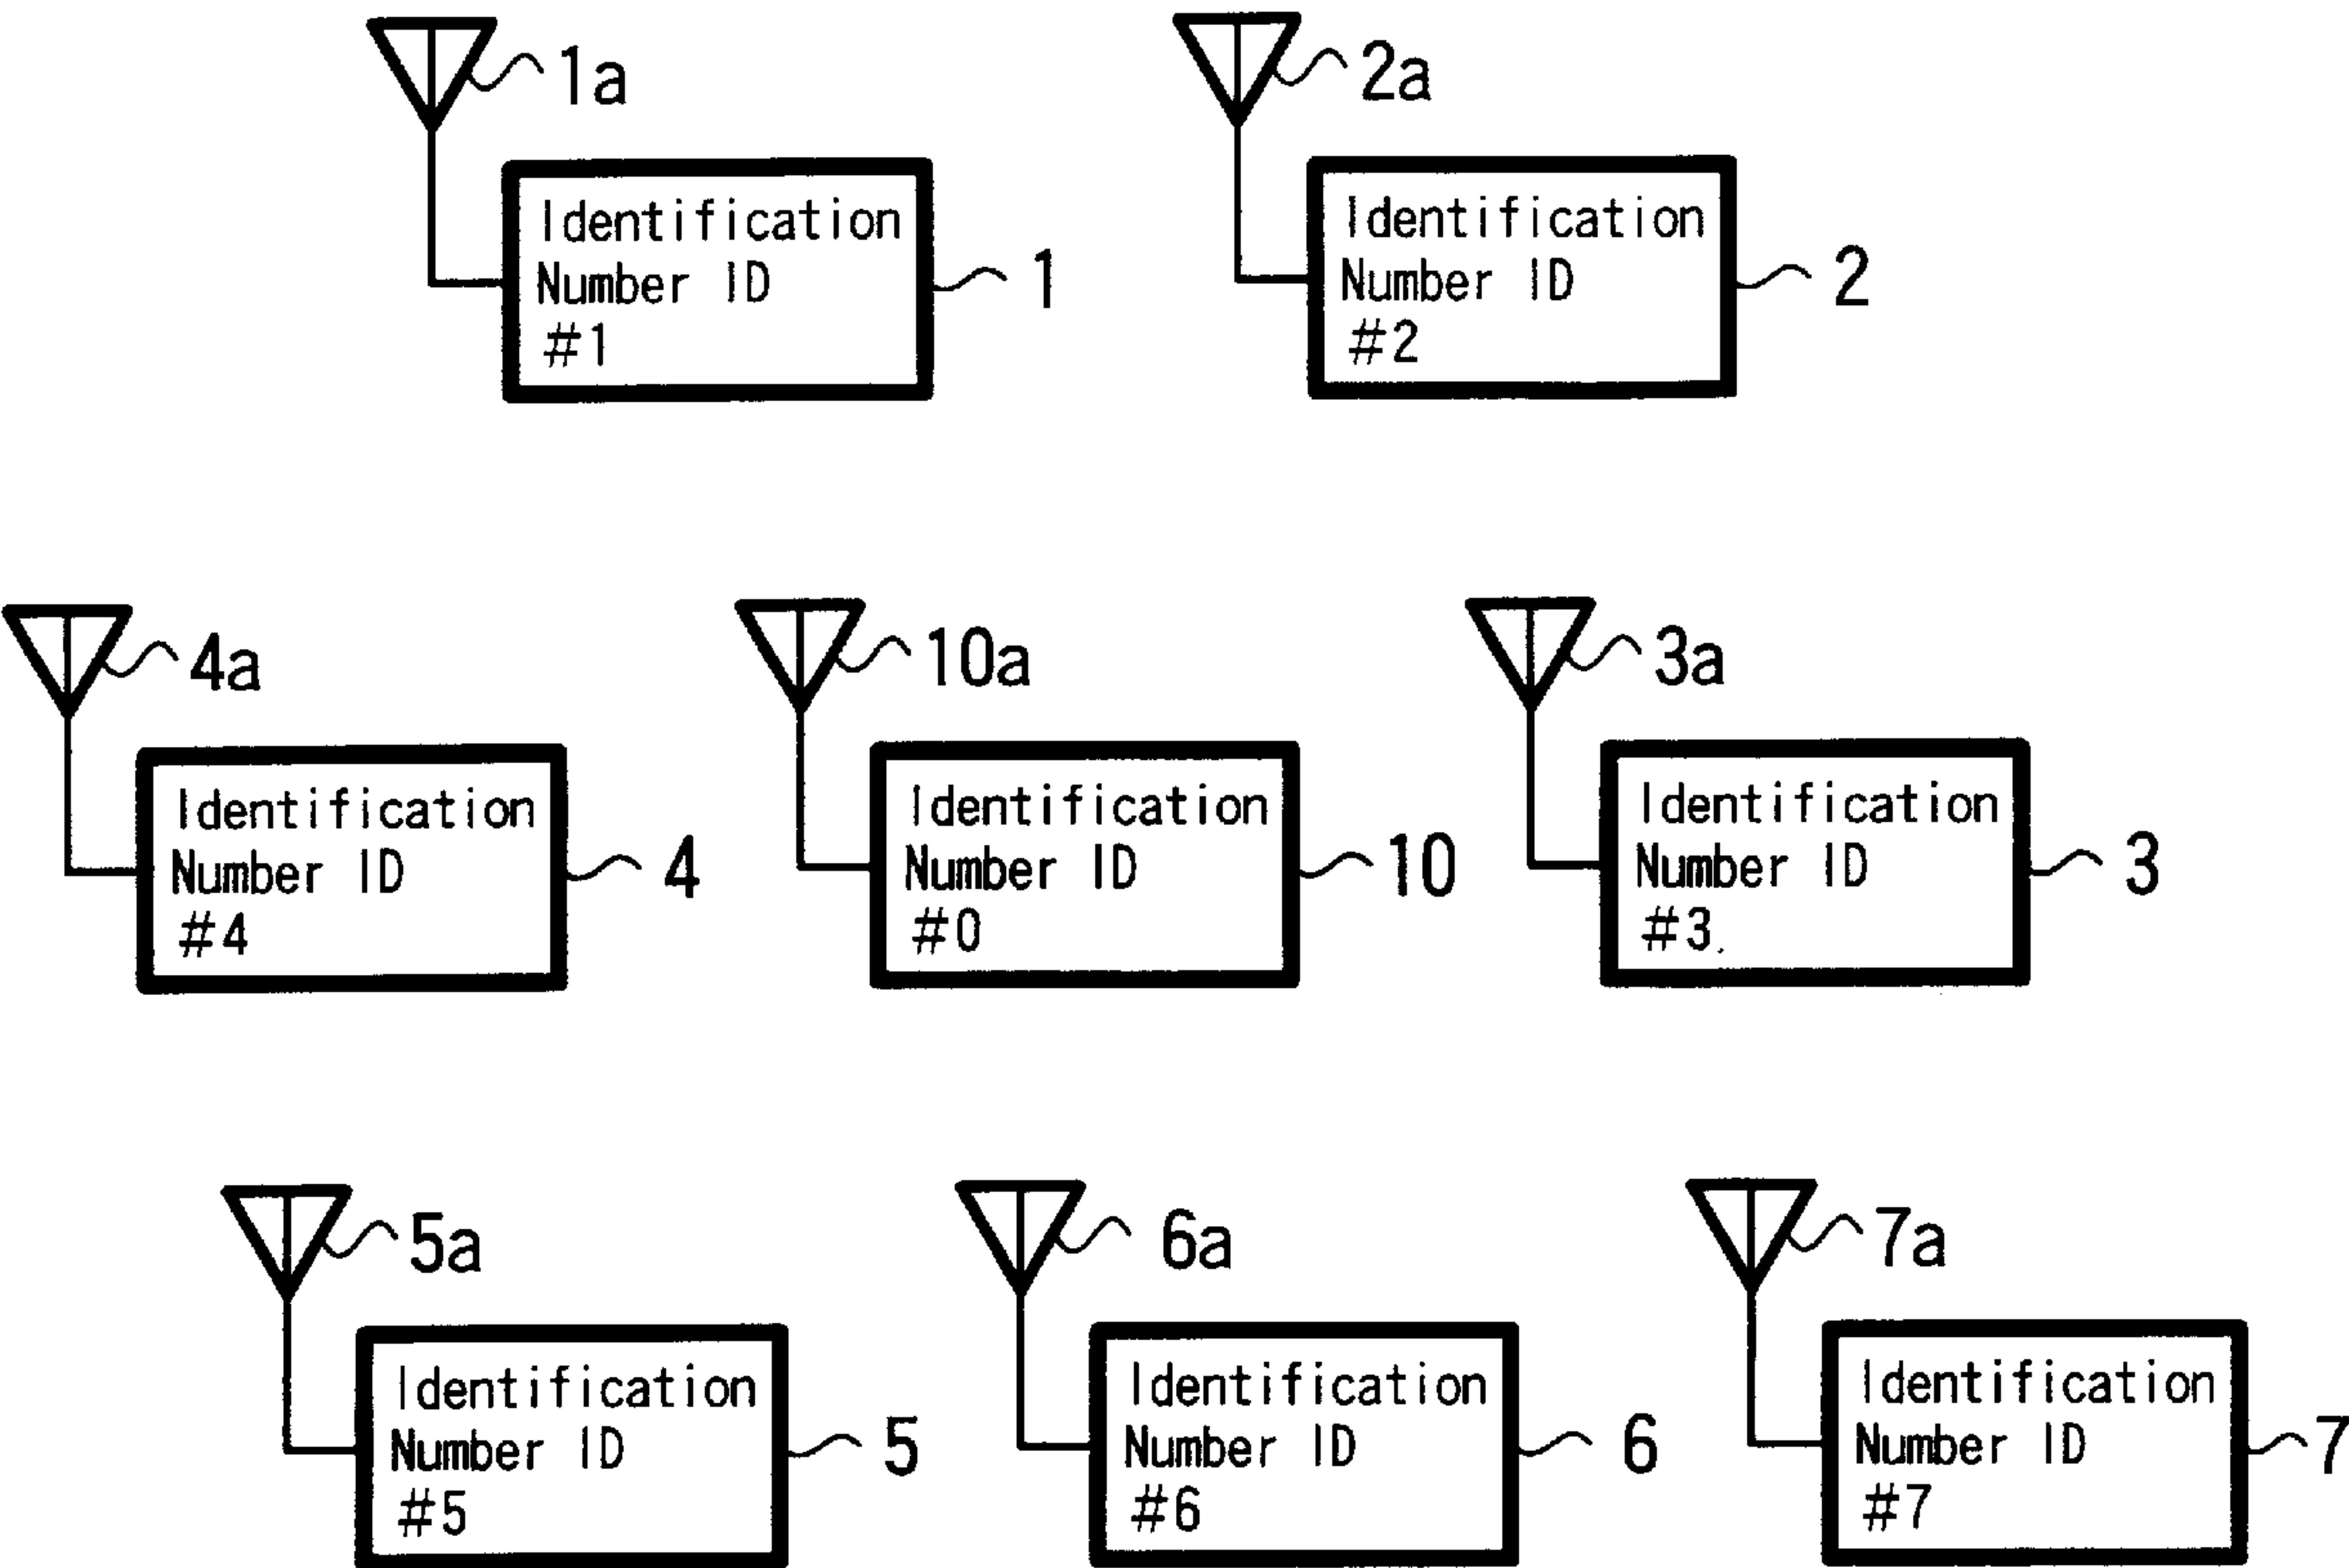 1a
2a
Identification
Number ID
#1
1
Identification
Number ID
#2
2
4a
10a
3a
Identification
Number ID
#4
4
Identification
Number ID
#0
10
Identification
Number ID
#3
3
5a
6a
7a
Identification
Number ID
#5
5
Identification
Number ID
#6
6
Identification
Number ID
#7
7